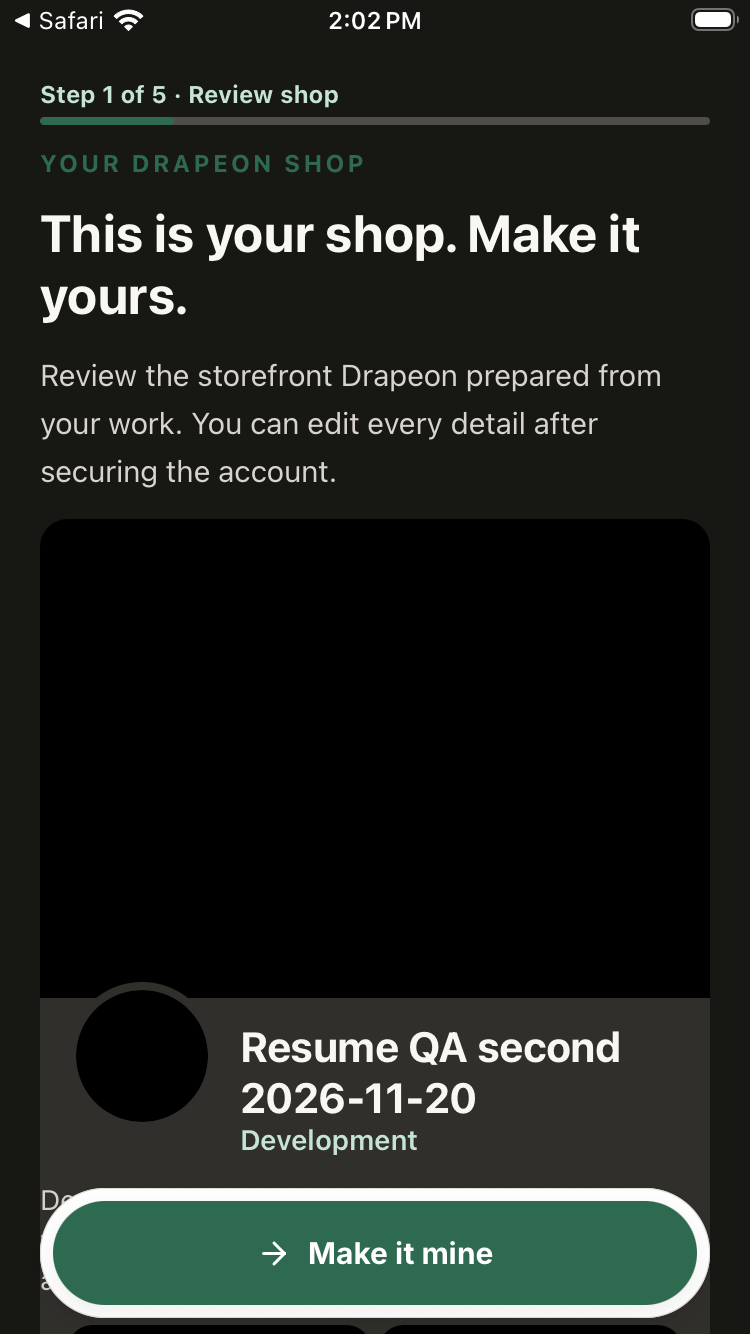 Safari
2:02 PM
Step 1 of 5 · Review shop
YOUR DRAPEON SHOP
This is your shop. Make it
yours.
Review the storefront Drapeon prepared from
your work. You can edit every detail after
securing the account.
Resume QA second
2026-11-20
Development
Make it mine